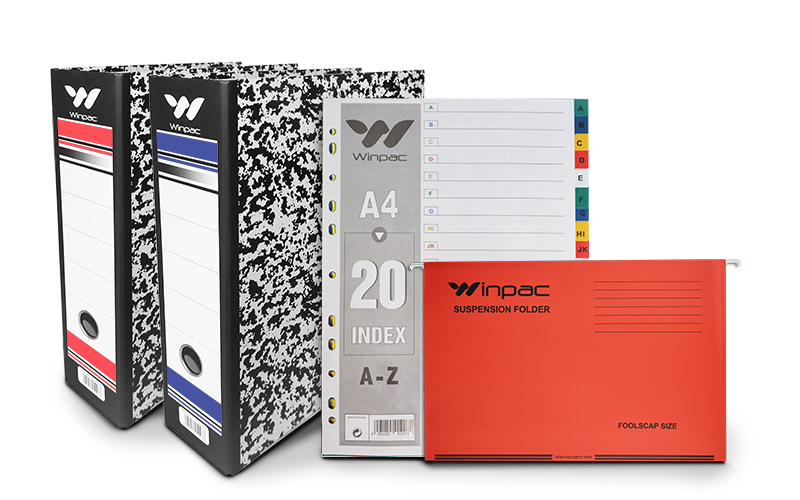 Winpac
Winpac
Winpac
A4
20
INDEX
A-Z
A
B
C
D
E
F
G
HI
JK
A
B
C
D
E
F
G
HI
JK
Winpac
SUSPENSION FOLDER
FOOLSCAP SIZE